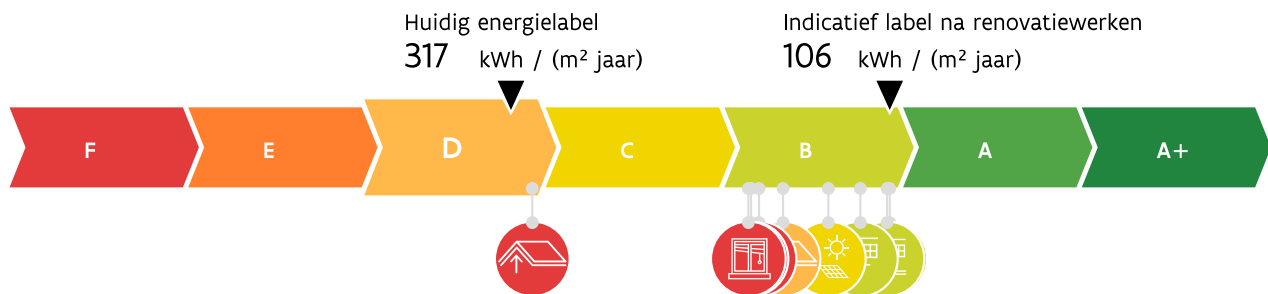 Huidig energielabel
317 kWh / (m² jaar)
Indicatief label na renovatiewerken
106 kWh / (m² jaar)
F E D C B A A+